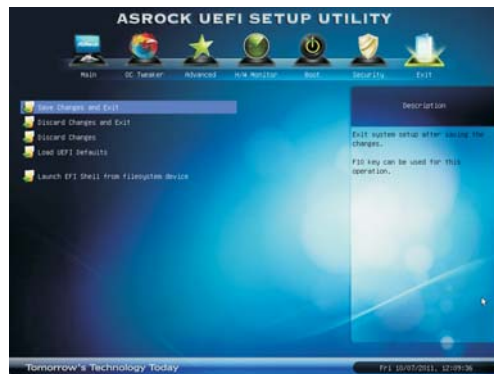 ASROCK UEFI SETUP UTILITY
Main
OC Tweaker
Advanced
H/W Monitor
Boot
Security
Exit
Save Changes and Exit
Discard Changes and Exit
Discard Changes
Load UEFI Defaults
Launch EFI Shell from filesystem device
Description
Exit system setup after saving the
changes.
F10 key can be used for this
operation.
Tomorrow's Technology Today
Fri 10/07/2011, 12:09:36